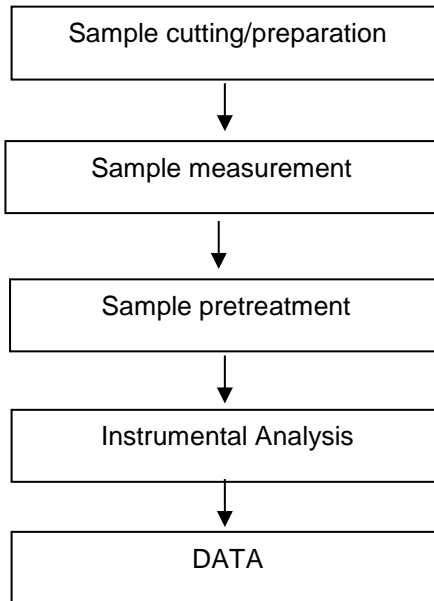 Sample cutting/preparation
Sample measurement
Sample pretreatment
Instrumental Analysis
DATA